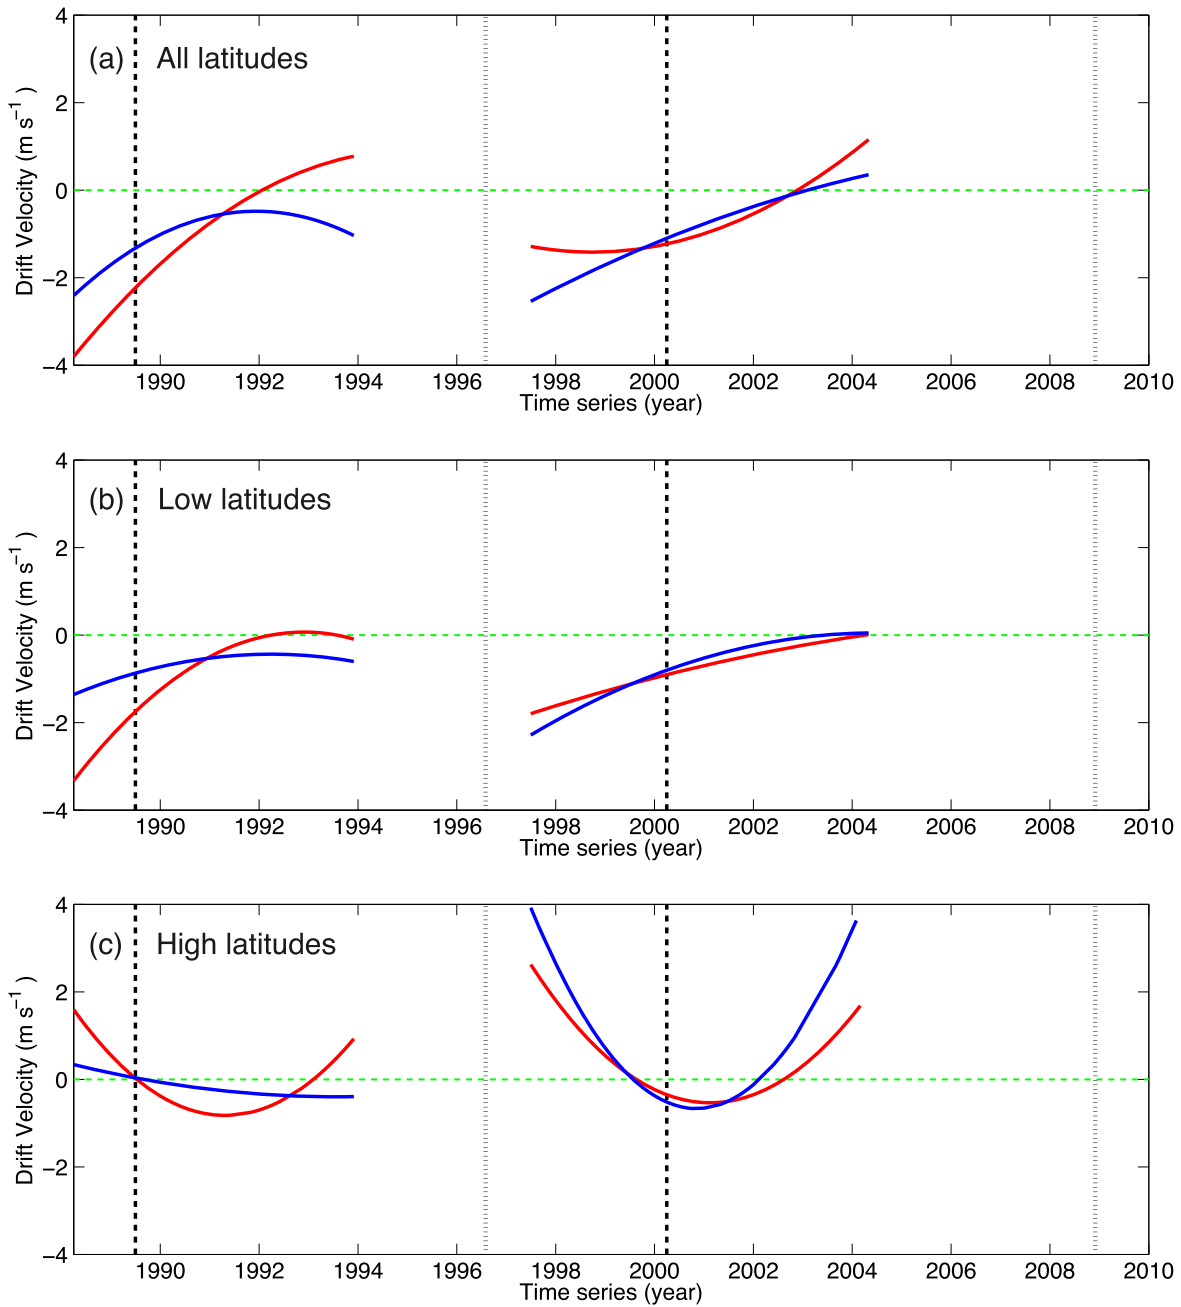 (a) All latitudes
4
2
0
−2
−4
Drift Velocity (m s⁻¹ )
1990 1992 1994 1996 1998 2000 2002 2004 2006 2008 2010
Time series (year)
(b) Low latitudes
4
2
0
−2
−4
Drift Velocity (m s⁻¹ )
1990 1992 1994 1996 1998 2000 2002 2004 2006 2008 2010
Time series (year)
(c) High latitudes
4
2
0
−2
−4
Drift Velocity (m s⁻¹ )
1990 1992 1994 1996 1998 2000 2002 2004 2006 2008 2010
Time series (year)